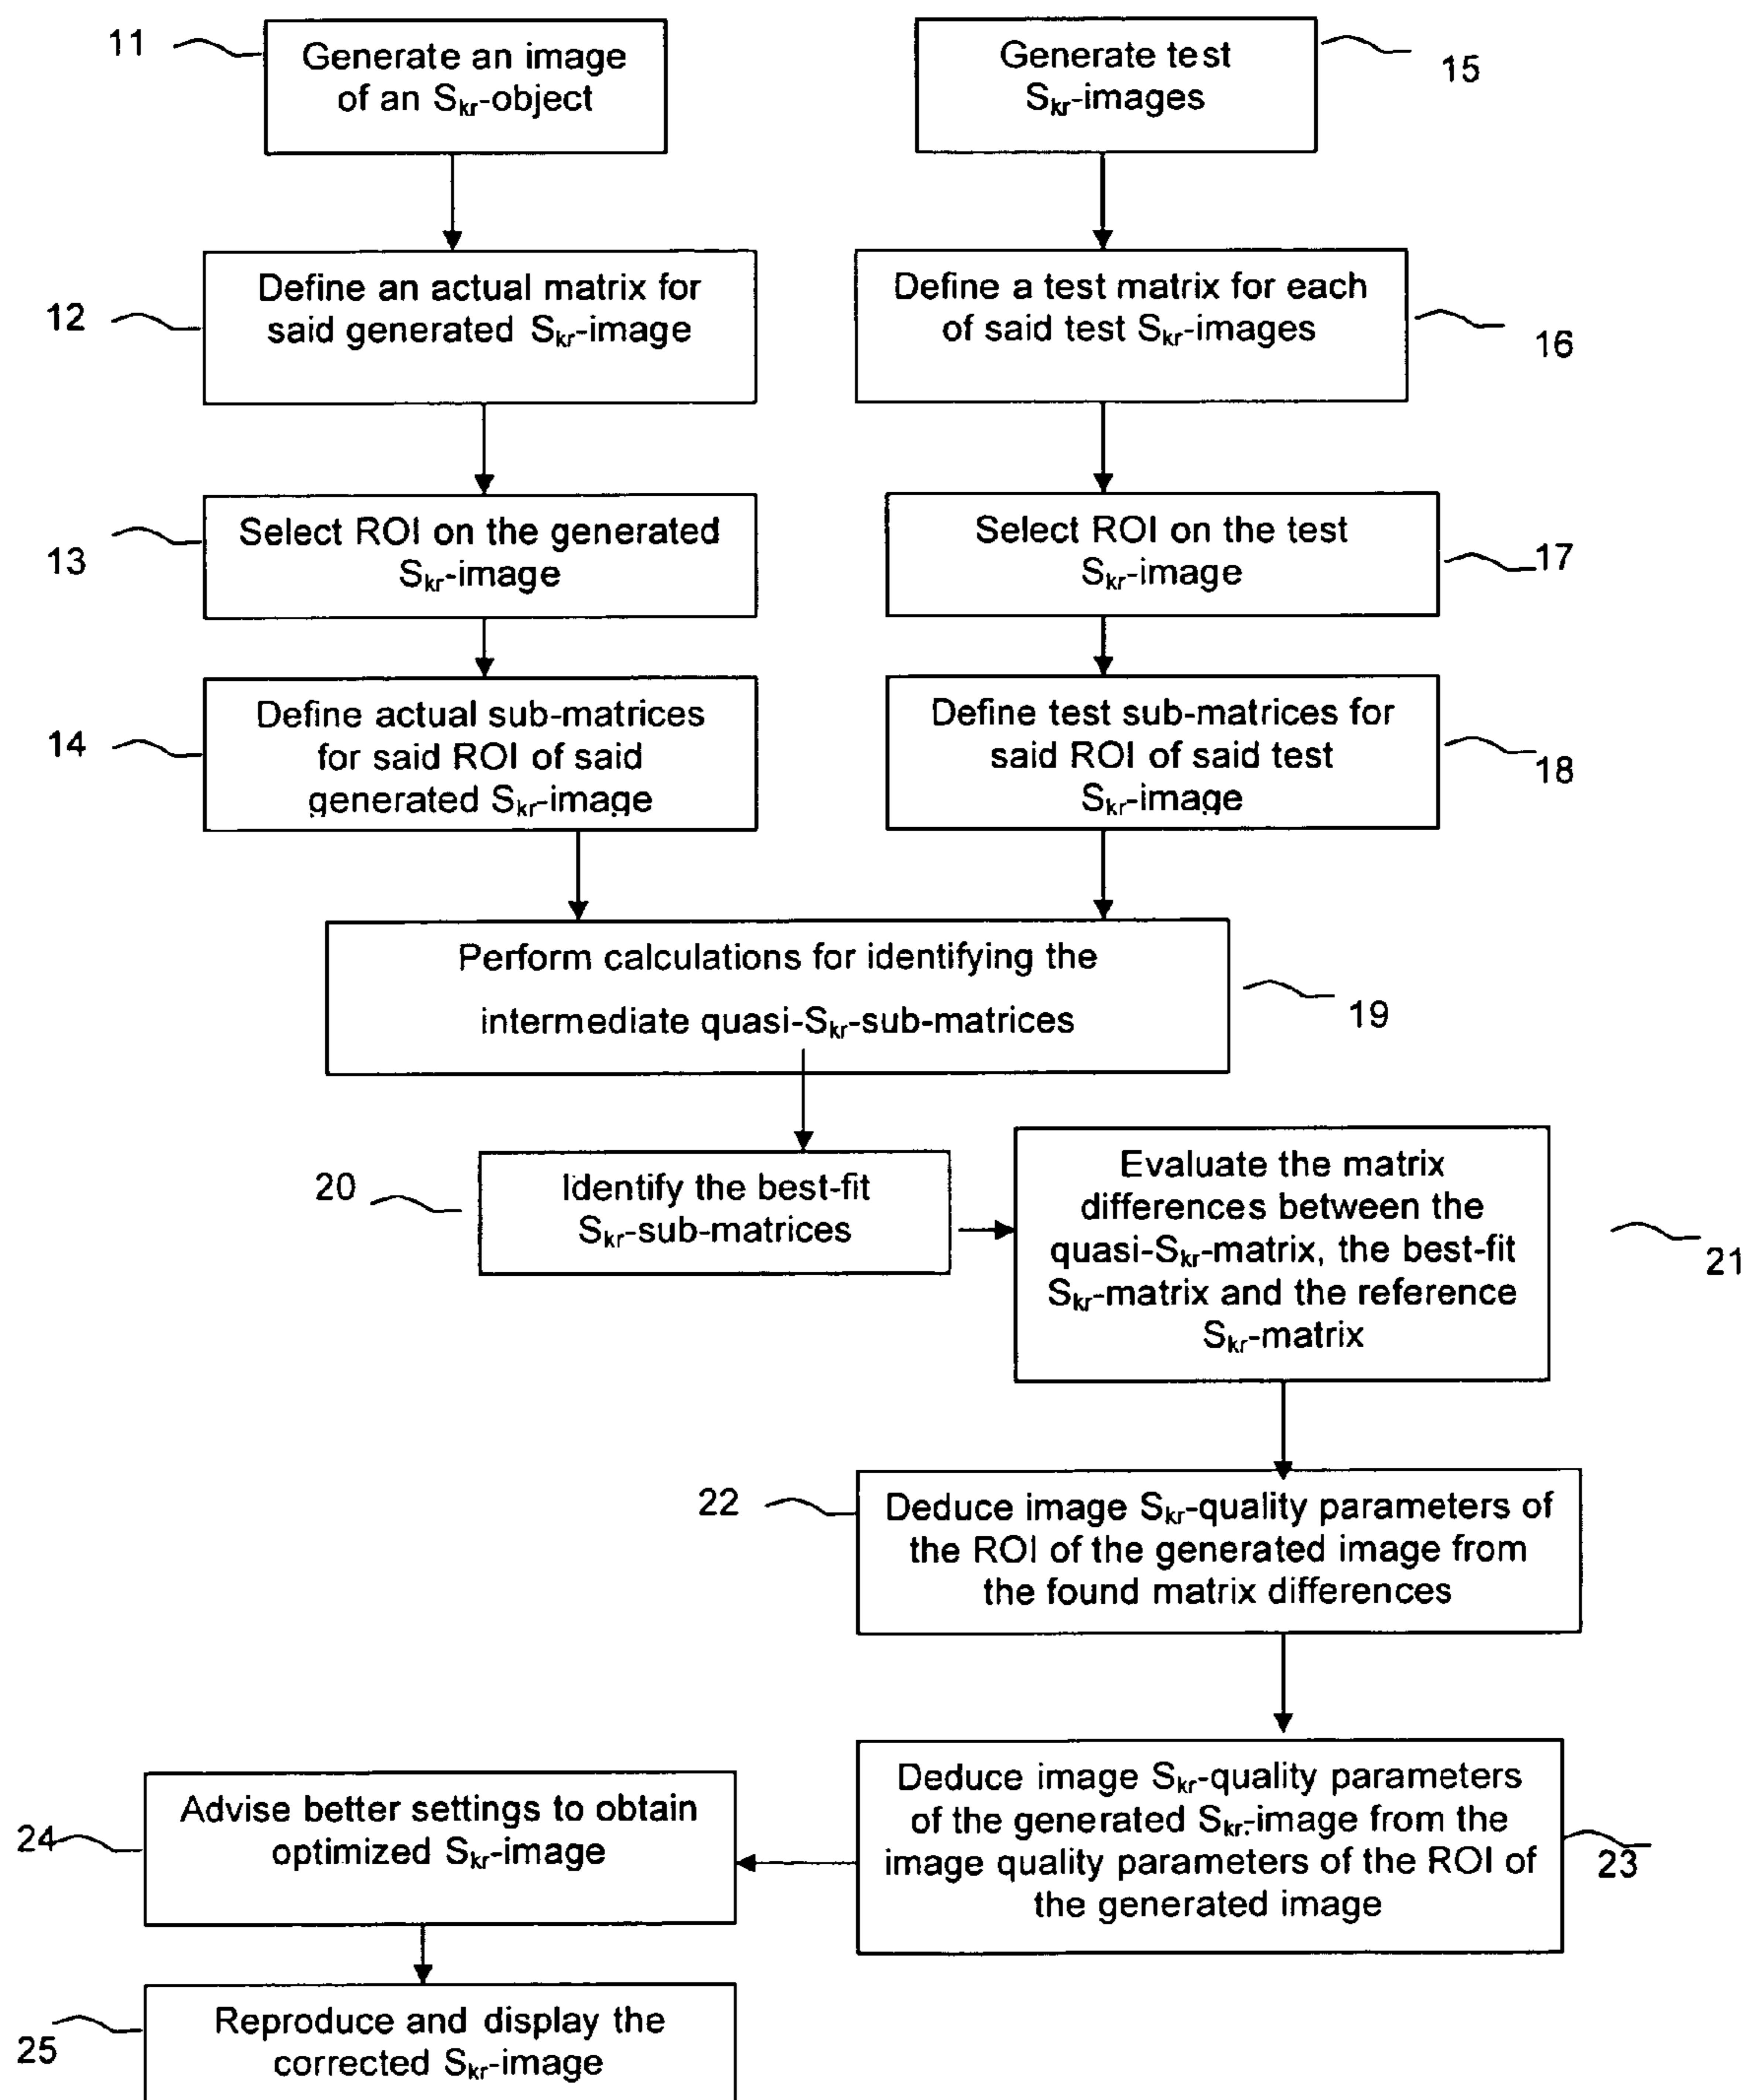 11
Generate an image
of an Skr-object
Generate test
Skr-images
15
12
Define an actual matrix for
said generated Skr-image
Define a test matrix for each
of said test Skr-images
16
13
Select ROI on the generated
Skr-image
Select ROI on the test
Skr-image
17
14
Define actual sub-matrices
for said ROI of said
generated Skr-image
Define test sub-matrices for
said ROI of said test
Skr-image
18
Perform calculations for identifying the
intermediate quasi-Skr-sub-matrices
19
20
Identify the best-fit
Skr-sub-matrices
Evaluate the matrix
differences between the
quasi-Skr-matrix, the best-fit
Skr-matrix and the reference
Skr-matrix
21
22
Deduce image Skr-quality parameters of
the ROI of the generated image from
the found matrix differences
Deduce image Skr-quality parameters
of the generated Skr-image from the
image quality parameters of the ROI of
the generated image
23
24
Advise better settings to obtain
optimized Skr-image
25
Reproduce and display the
corrected Skr-image